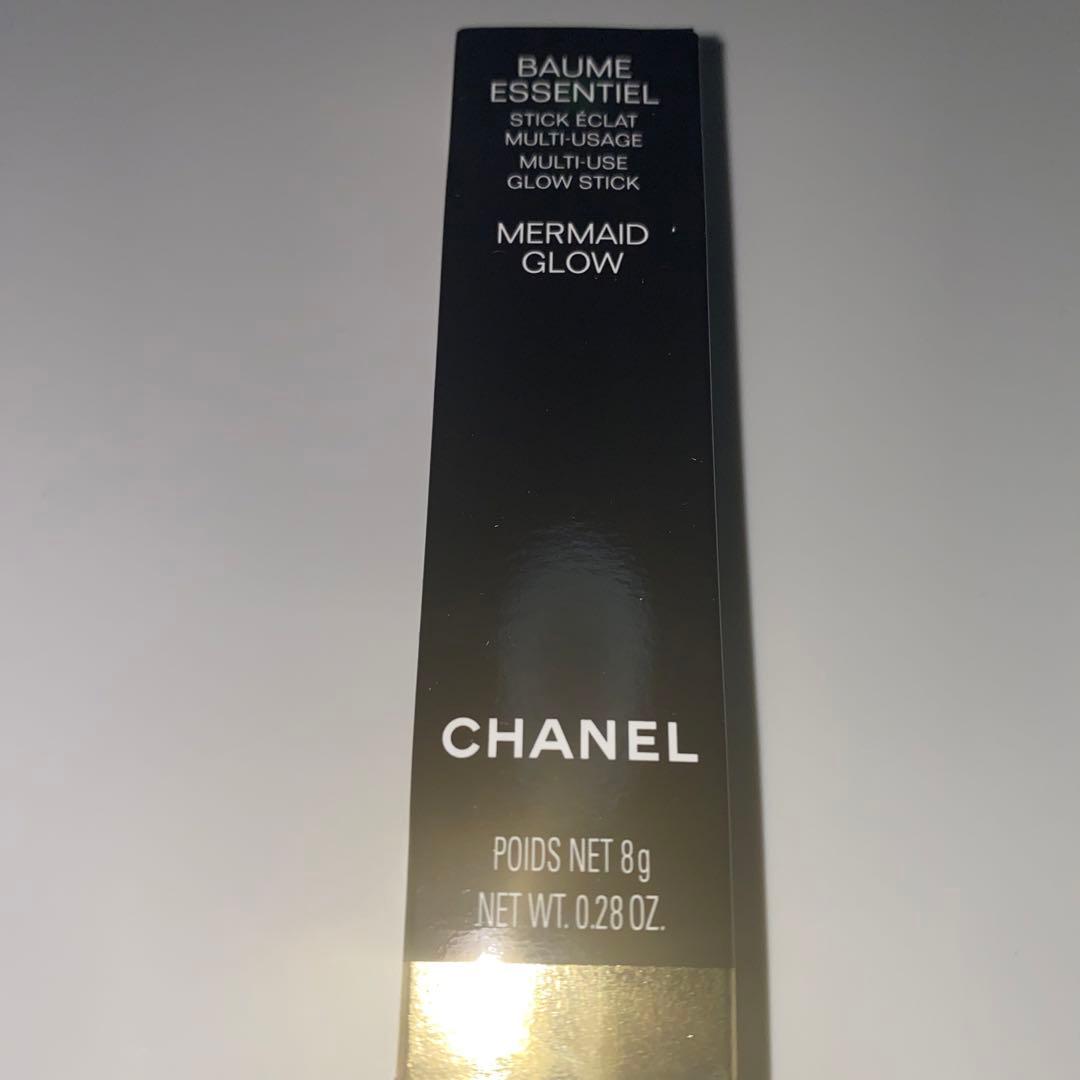 BAUME
ESSENTIEL
STICK ÉCLAT
MULTI-USAGE
MULTI-USE
GLOW STICK
MERMAID
GLOW
CHANEL
POIDS NET 8g
NET WT. 0.28 OZ.